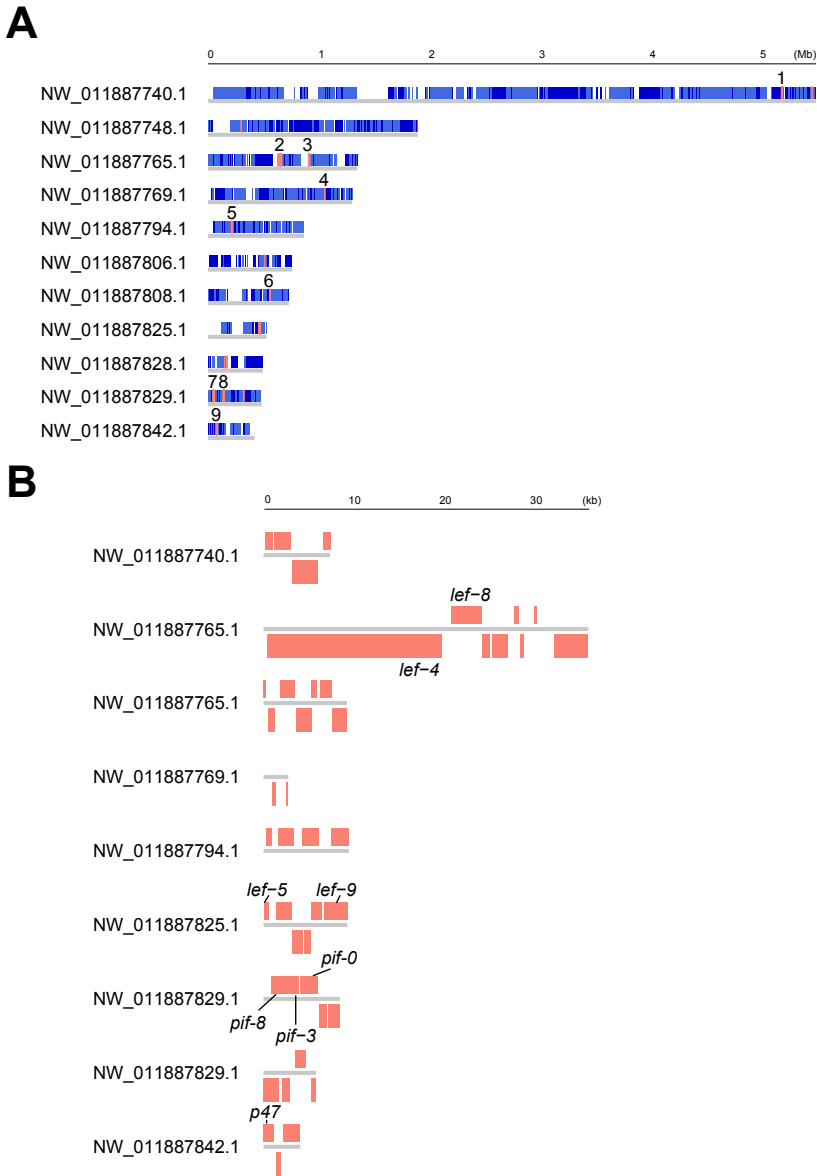 A
0 1 2 3 4 5 (Mb)
1
NW_011887740.1
NW_011887748.1
2 3
NW_011887765.1
4
NW_011887769.1
5
NW_011887794.1
NW_011887806.1
6
NW_011887808.1
NW_011887825.1
NW_011887828.1
78
NW_011887829.1
9
NW_011887842.1
B
0 10 20 30 (kb)
NW_011887740.1
lef−8
NW_011887765.1
lef−4
NW_011887765.1
NW_011887769.1
NW_011887794.1
lef−5 lef−9
NW_011887825.1
pif-0
NW_011887829.1
pif-8
pif−3
NW_011887829.1
p47
NW_011887842.1